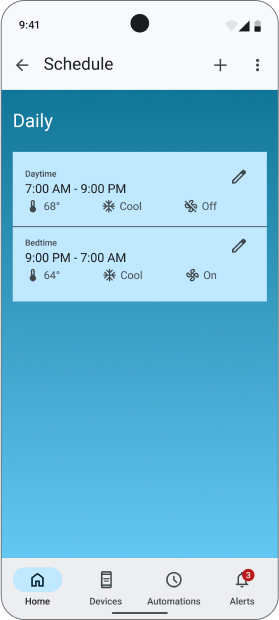 9:41
Schedule
Daily
Daytime
7:00 AM - 9:00 PM
68° Cool Off
Bedtime
9:00 PM - 7:00 AM
64° Cool On
3
Home Devices Automations Alerts